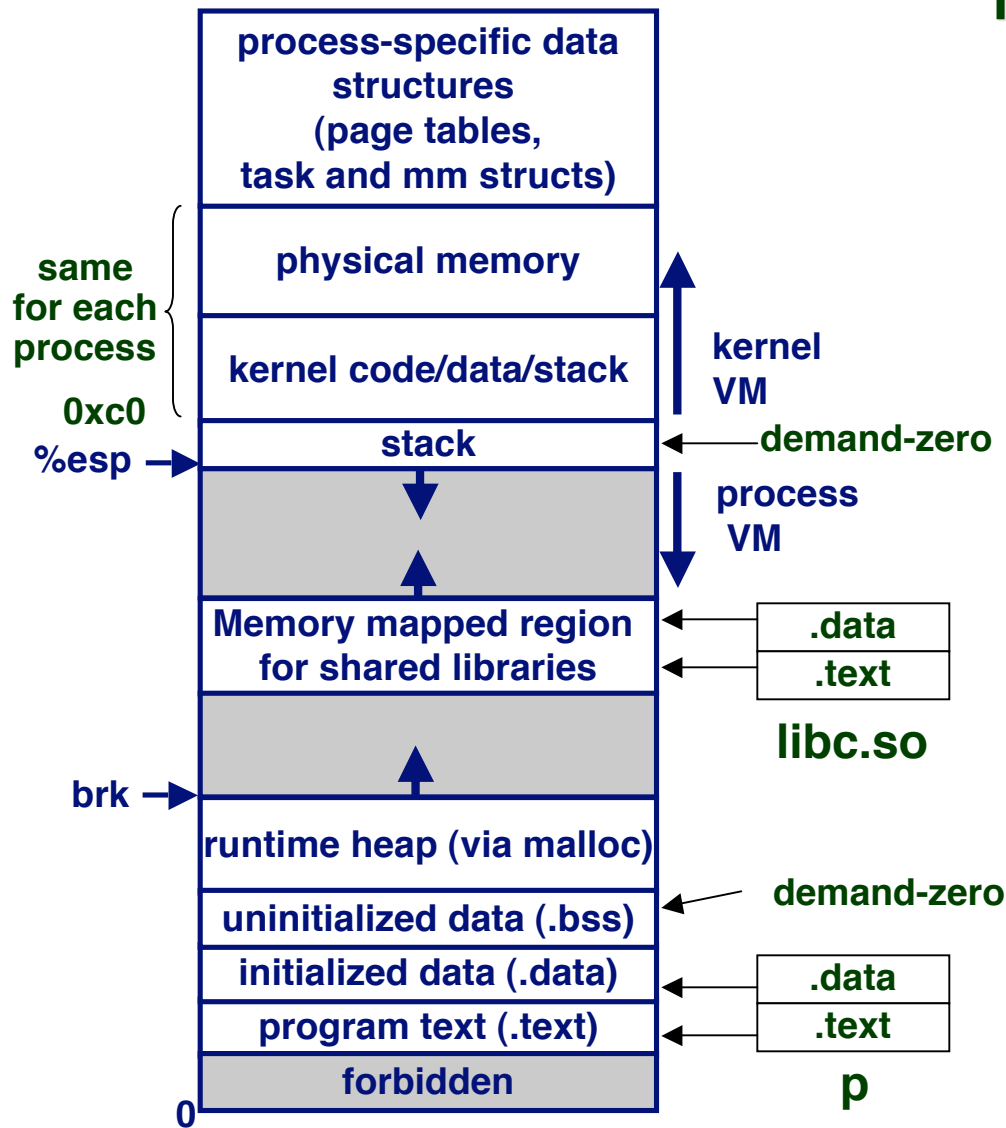 process-specific data
structures
(page tables,
task and mm structs)
physical memory
same
for each
process
kernel code/data/stack
kernel
VM
0xc0
stack
demand-zero
%esp
process
VM
Memory mapped region
for shared libraries
.data
.text
libc.so
brk
runtime heap (via malloc)
uninitialized data (.bss)
demand-zero
initialized data (.data)
.data
program text (.text)
.text
forbidden
p
0